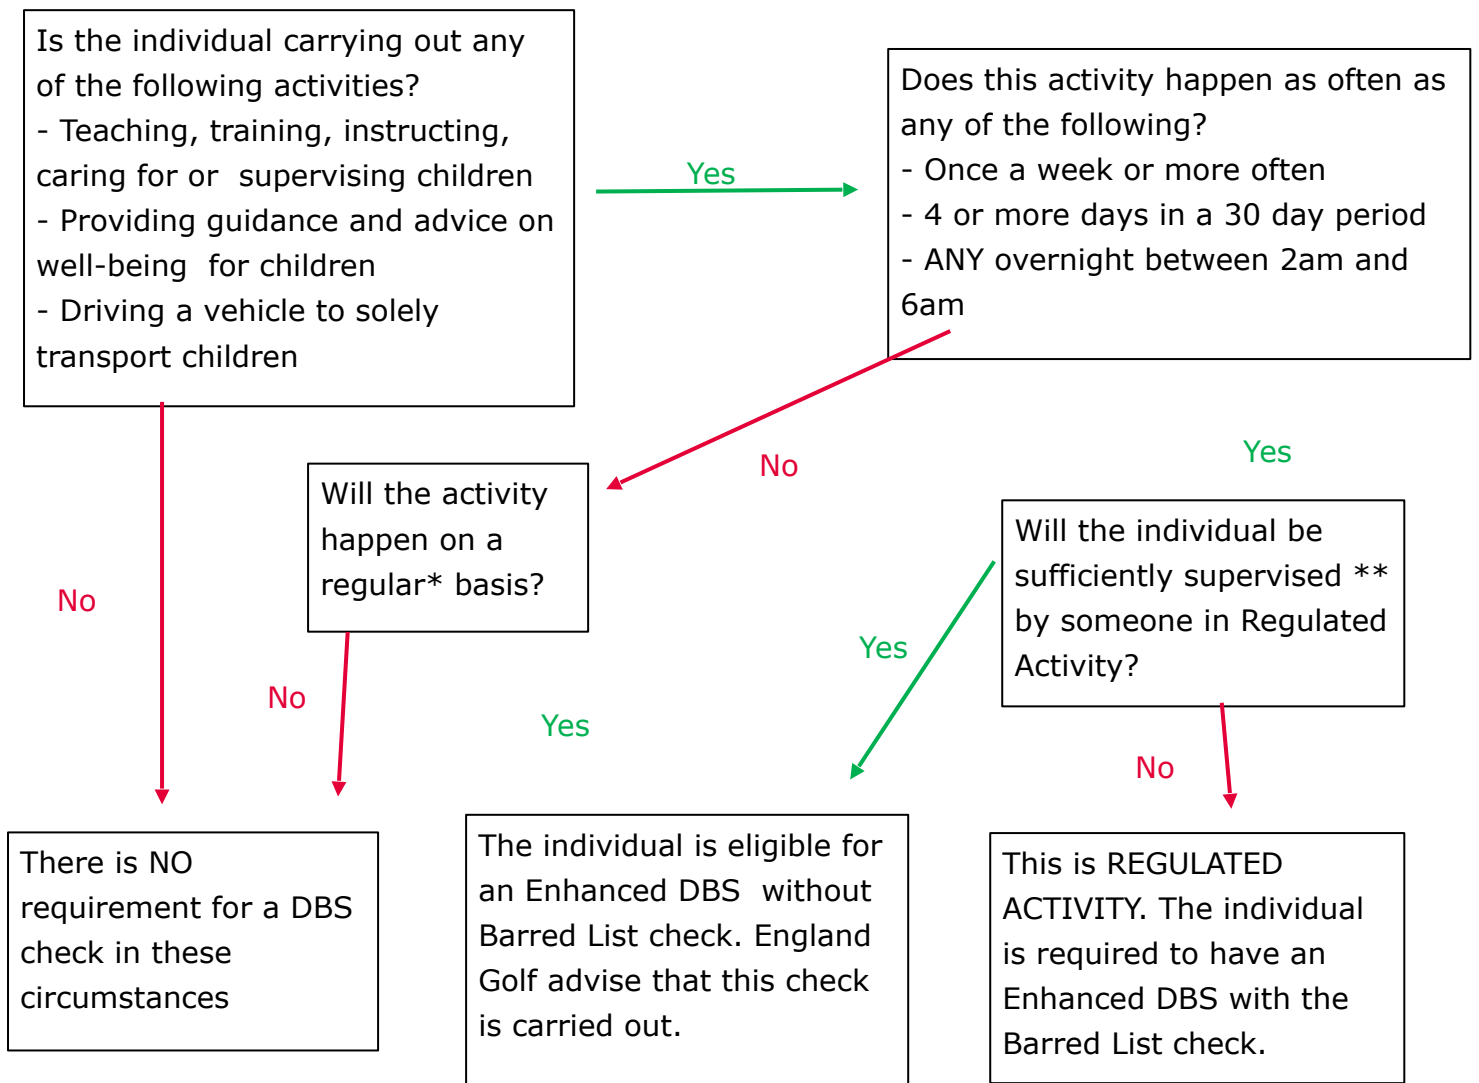 Is the individual carrying out any
of the following activities?
- Teaching, training, instructing,
caring for or  supervising children
- Providing guidance and advice on
well-being  for children
- Driving a vehicle to solely
transport children
Yes
Does this activity happen as often as
any of the following?
- Once a week or more often
- 4 or more days in a 30 day period
- ANY overnight between 2am and
6am
No
Yes
Will the activity
happen on a
regular* basis?
No
Will the individual be
sufficiently supervised **
by someone in Regulated
Activity?
Yes
No
Yes
No
There is NO
requirement for a DBS
check in these
circumstances
The individual is eligible for
an Enhanced DBS  without
Barred List check. England
Golf advise that this check
is carried out.
This is REGULATED
ACTIVITY. The individual
is required to have an
Enhanced DBS with the
Barred List check.